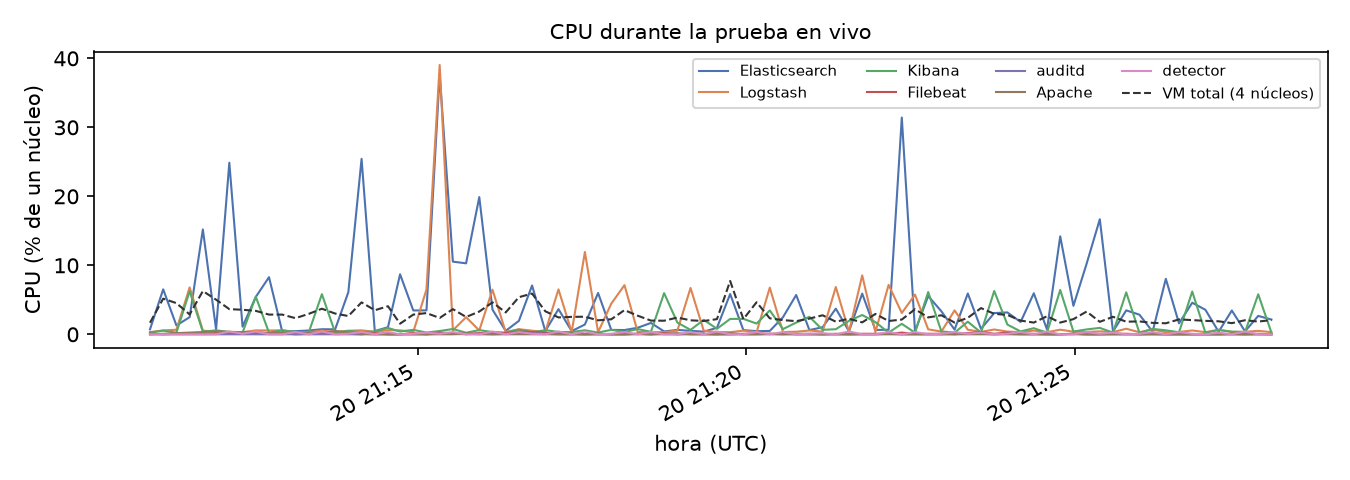 CPU durante la prueba en vivo
CPU (% de un núcleo)
40
30
20
10
0
Elasticsearch
Logstash
Kibana
Filebeat
auditd
Apache
detector
VM total (4 núcleos)
20 21:15
20 21:20
20 21:25
hora (UTC)